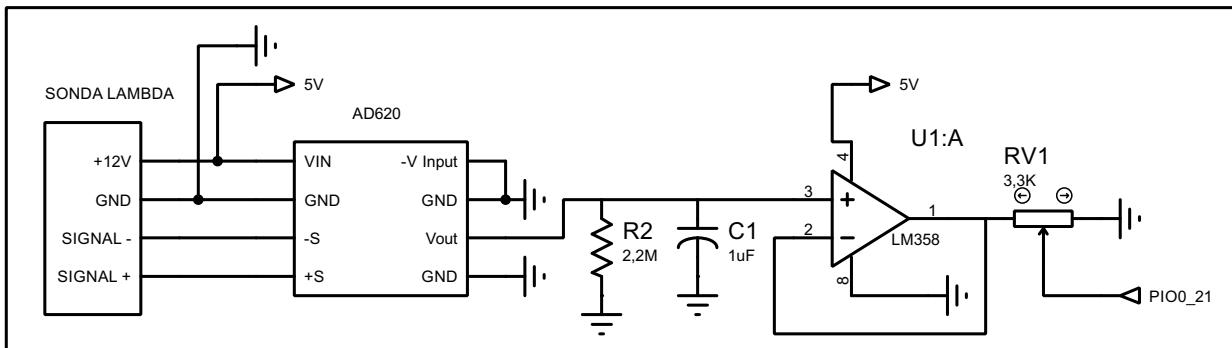 SONDA LAMBDA
+12V
GND
SIGNAL -
SIGNAL +
5V
AD620
VIN
GND
-S
+S
-V Input
GND
Vout
GND
R2
2,2M
C1
1uF
5V
U1:A
3
2
4
8
1
LM358
RV1
3,3K
PIO0_21